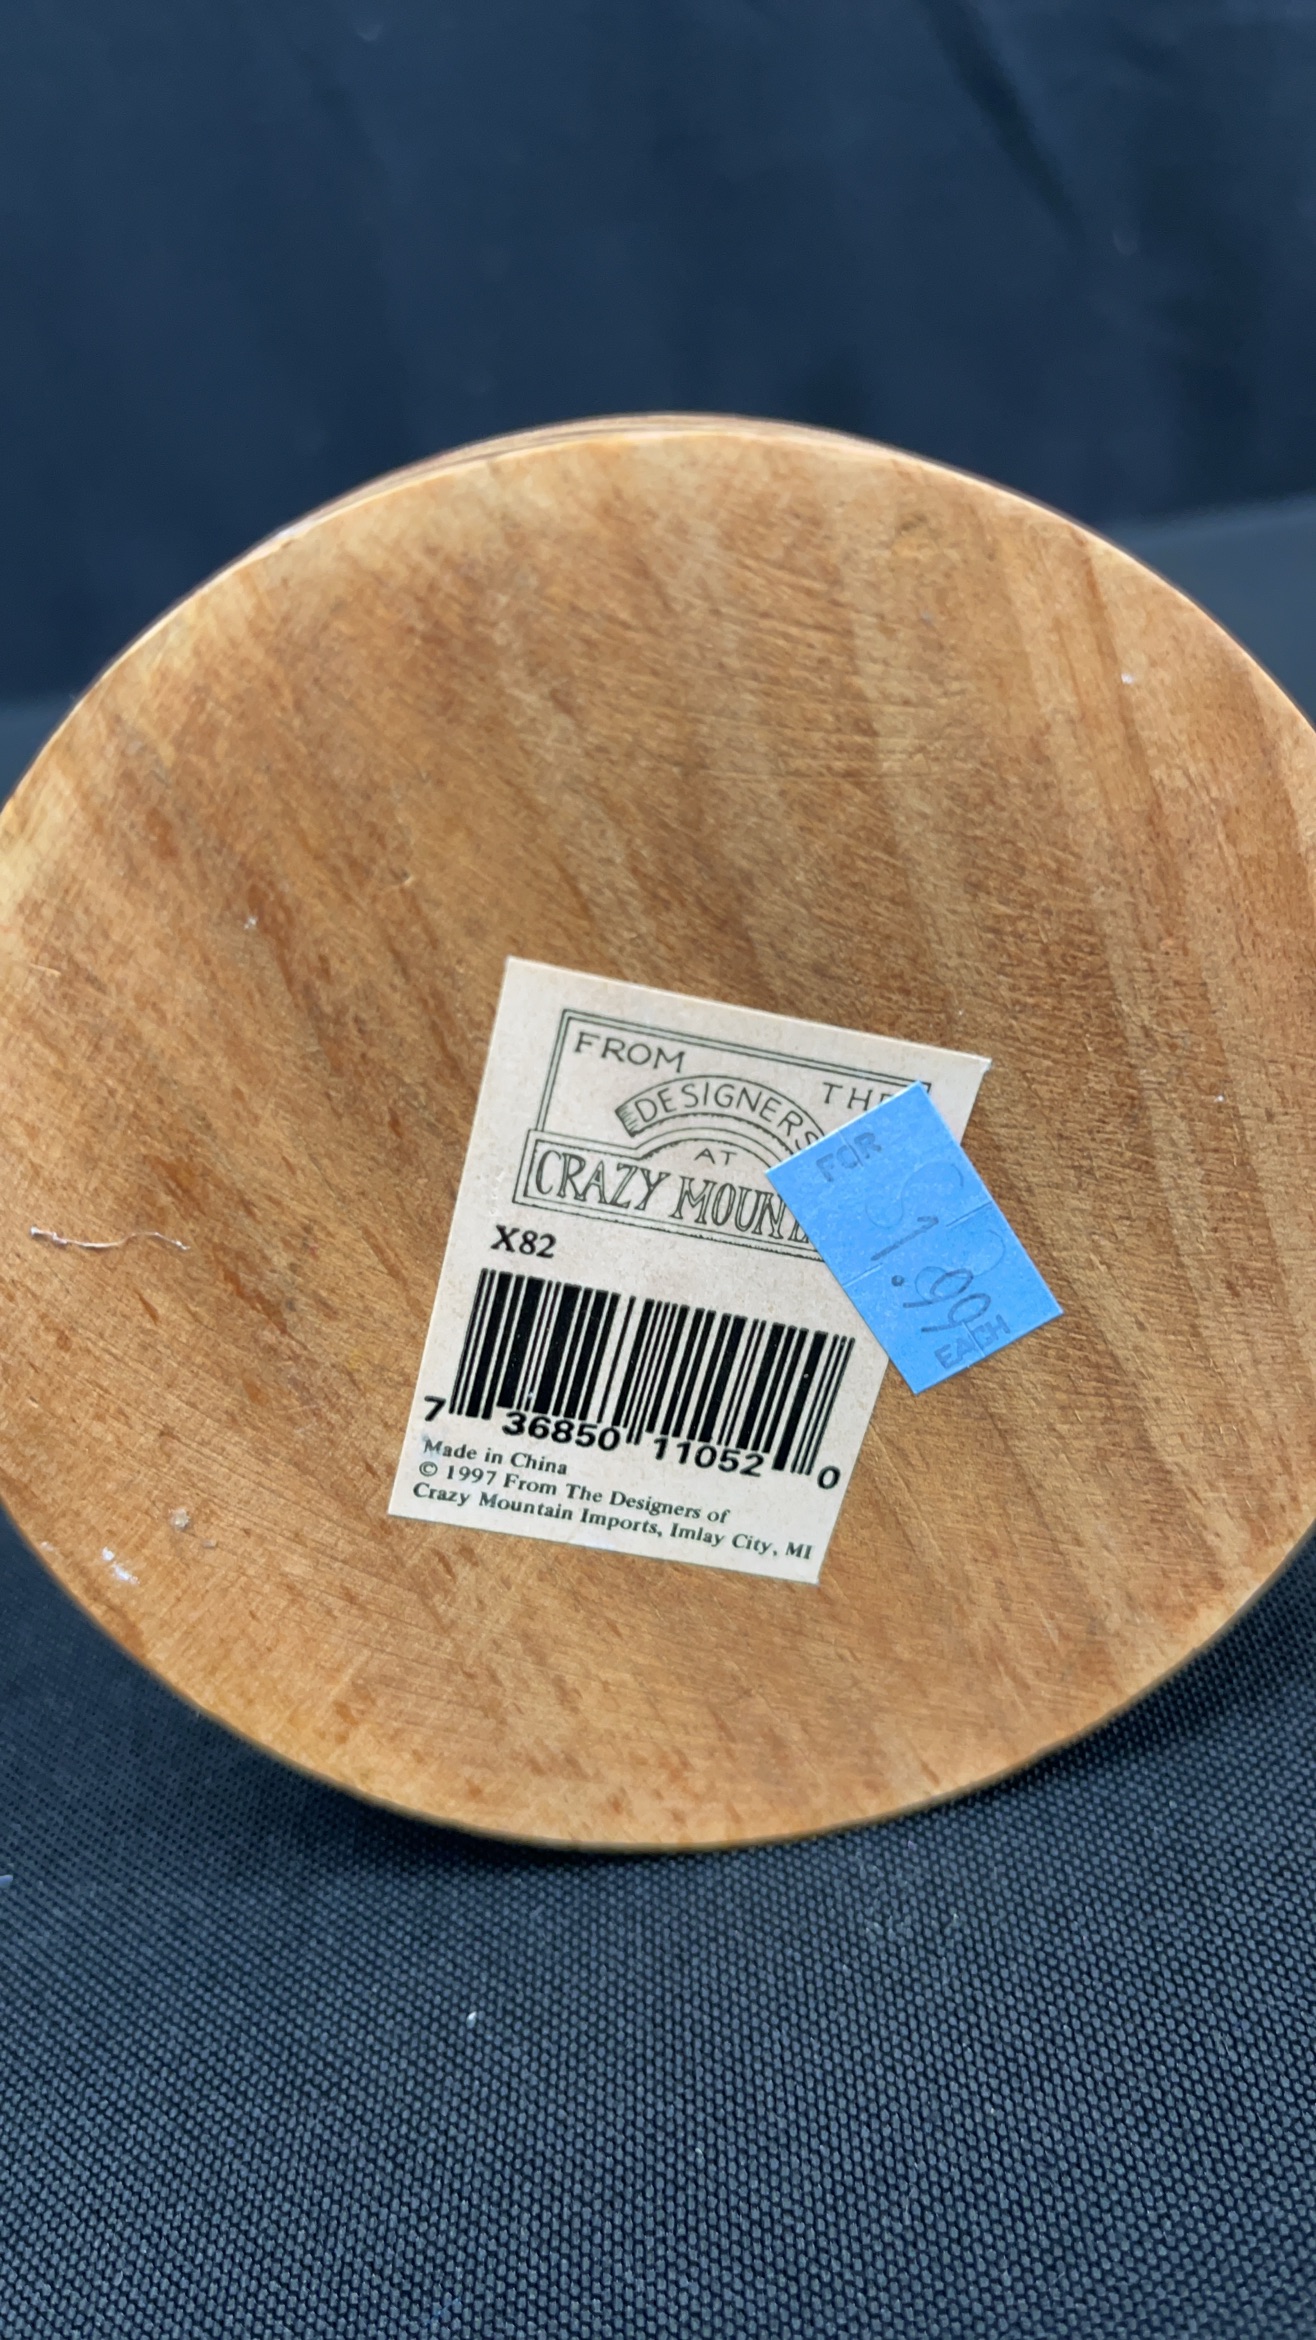 FROM
THE
DESIGNERS
AT
CRAZY MOUN
X82
7 36850 11052 0
Made in China
© 1997 From The Designers of
Crazy Mountain Imports, Imlay City, MI
FOR
$1.99
EACH